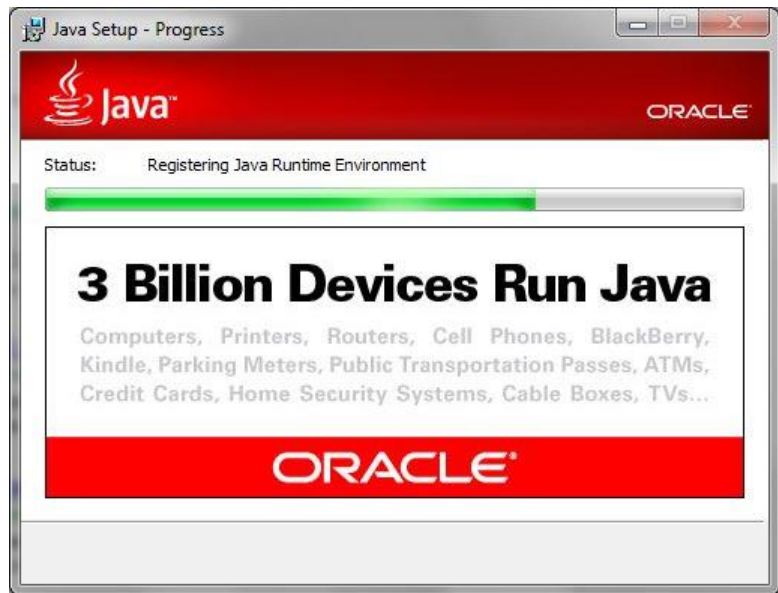 Java Setup - Progress
Java™
ORACLE®
Status: Registering Java Runtime Environment
3 Billion Devices Run Java
Computers, Printers, Routers, Cell Phones, BlackBerry,
Kindle, Parking Meters, Public Transportation Passes, ATMs,
Credit Cards, Home Security Systems, Cable Boxes, TVs...
ORACLE®